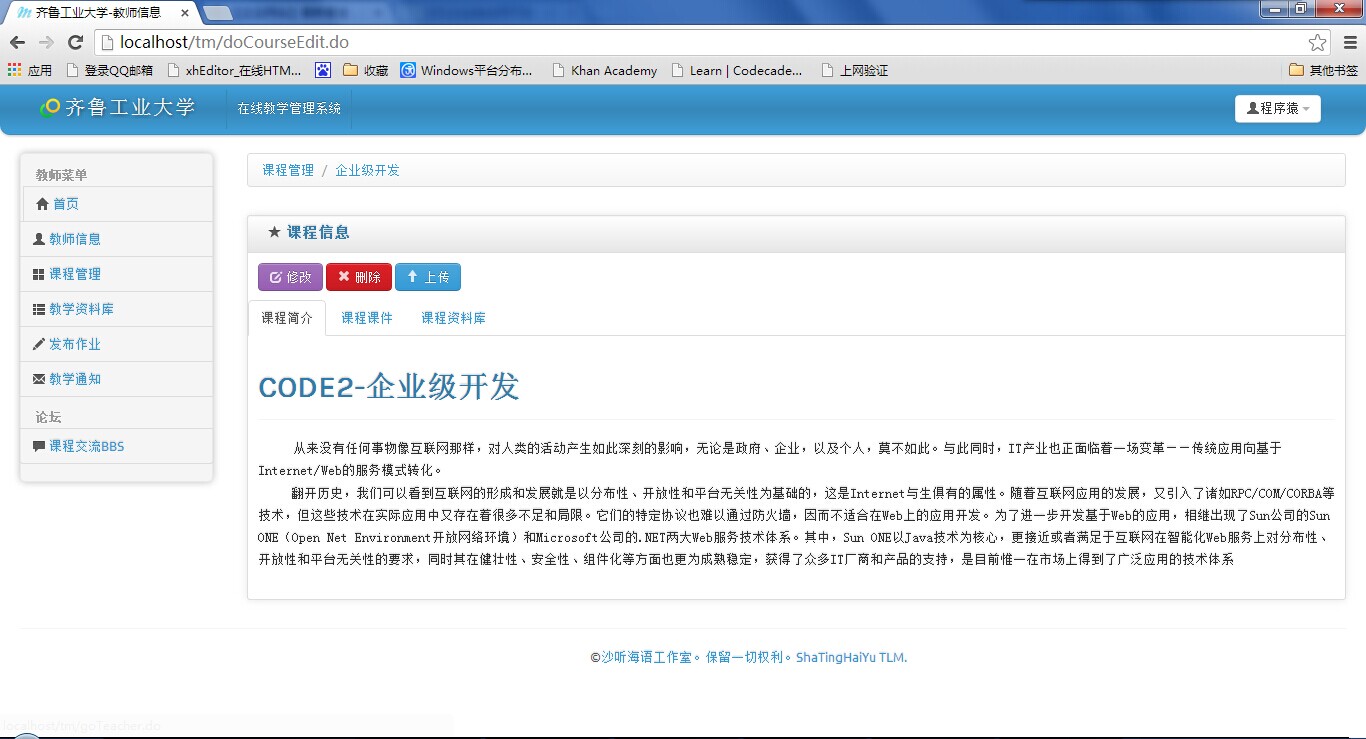 齐鲁工业大学-教师信息
localhost/tm/doCourseEdit.do
应用 登录QQ邮箱 xhEditor_在线HTM... 收藏 Windows平台分布... Khan Academy Learn | Codecade... 上网验证 其他书签
齐鲁工业大学 在线教学管理系统 程序猿
课程管理 / 企业级开发
教师菜单
首页
教师信息
课程管理
教学资料库
发布作业
教学通知
论坛
课程交流BBS
★ 课程信息
修改 删除 上传
课程简介 课程课件 课程资料库
CODE2-企业级开发
从来没有任何事物像互联网那样，对人类的活动产生如此深刻的影响，无论是政府、企业，以及个人，莫不如此。与此同时，IT产业也正面临着一场变革－－传统应用向基于
Internet/Web的服务模式转化。
翻开历史，我们可以看到互联网的形成和发展就是以分布性、开放性和平台无关性为基础的，这是Internet与生俱有的属性。随着互联网应用的发展，又引入了诸如RPC/COM/CORBA等
技术，但这些技术在实际应用中又存在着很多不足和局限。它们的特定协议也难以通过防火墙，因而不适合在Web上的应用开发。为了进一步开发基于Web的应用，相继出现了Sun公司的Sun
ONE（Open Net Environment开放网络环境）和Microsoft公司的.NET两大Web服务技术体系。其中，Sun ONE以Java技术为核心，更接近或者满足于互联网在智能化Web服务上对分布性、
开放性和平台无关性的要求，同时其在健壮性、安全性、组件化等方面也更为成熟稳定，获得了众多IT厂商和产品的支持，是目前惟一在市场上得到了广泛应用的技术体系
©沙听海语工作室。保留一切权利。ShaTingHaiYu TLM.
localhost/tm/goTeacher.do